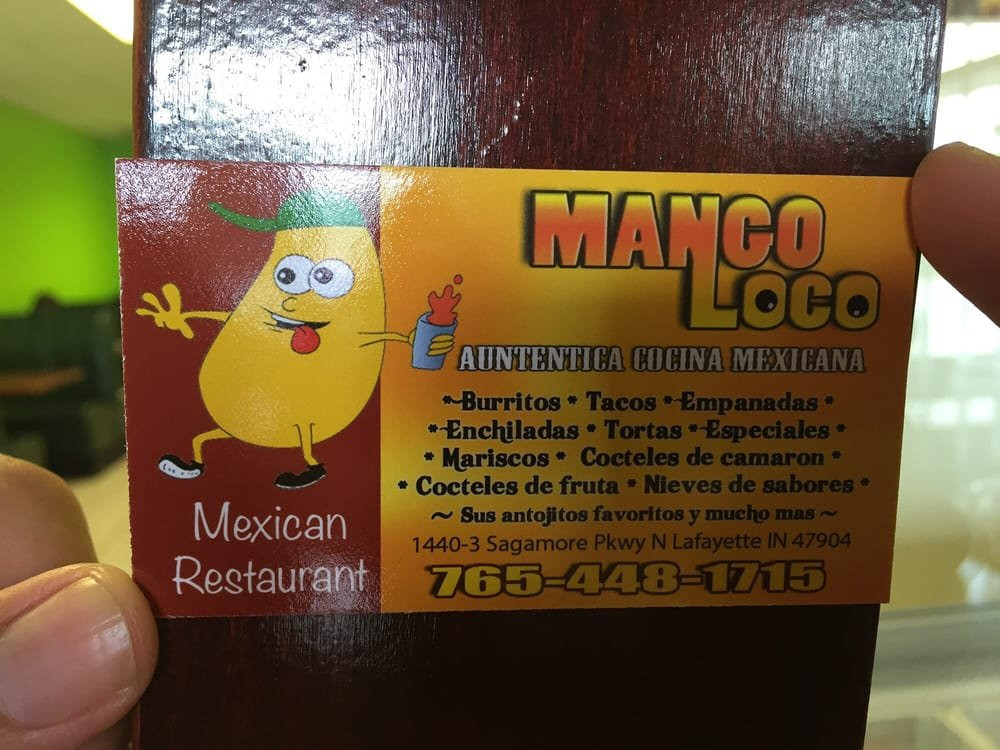 Mexican
Restaurant
MANGO
LOCO
AUNTENTICA COCINA MEXICANA
* Burritos * Tacos * Empanadas *
* Enchiladas * Tortas * Especiales *
* Mariscos * Cocteles de camaron *
* Cocteles de fruta * Nieves de sabores *
~ Sus antojitos favoritos y mucho mas ~
1440-3 Sagamore Pkwy N Lafayette IN 47904
765-448-1715